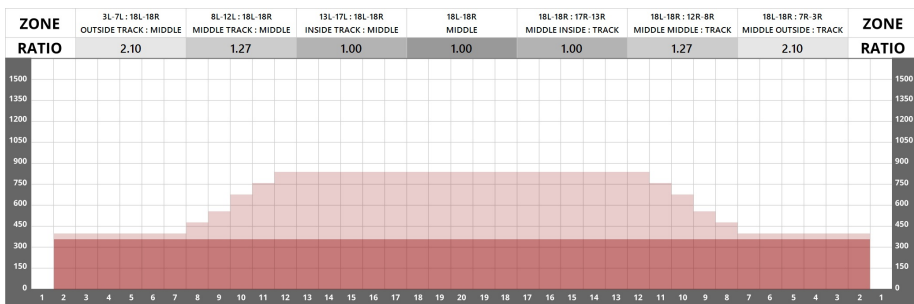 ZONE 3L-7L : 18L-18R 8L-12L : 18L-18R 13L-17L : 18L-18R 18L-18R 18L-18R : 17R-13R 18L-18R : 12R-8R 18L-18R : 7R-3R ZONE
OUTSIDE TRACK : MIDDLE MIDDLE TRACK : MIDDLE INSIDE TRACK : MIDDLE MIDDLE MIDDLE INSIDE : TRACK MIDDLE MIDDLE : TRACK MIDDLE OUTSIDE : TRACK
RATIO 2.10 1.27 1.00 1.00 1.00 1.27 2.10 RATIO
1500 1500
1350 1350
1200 1200
1050 1050
900 900
750 750
600 600
450 450
300 300
150 150
0 0
1 2 3 4 5 6 7 8 9 10 11 12 13 14 15 16 17 18 19 20 19 18 17 16 15 14 13 12 11 10 9 8 7 6 5 4 3 2 1